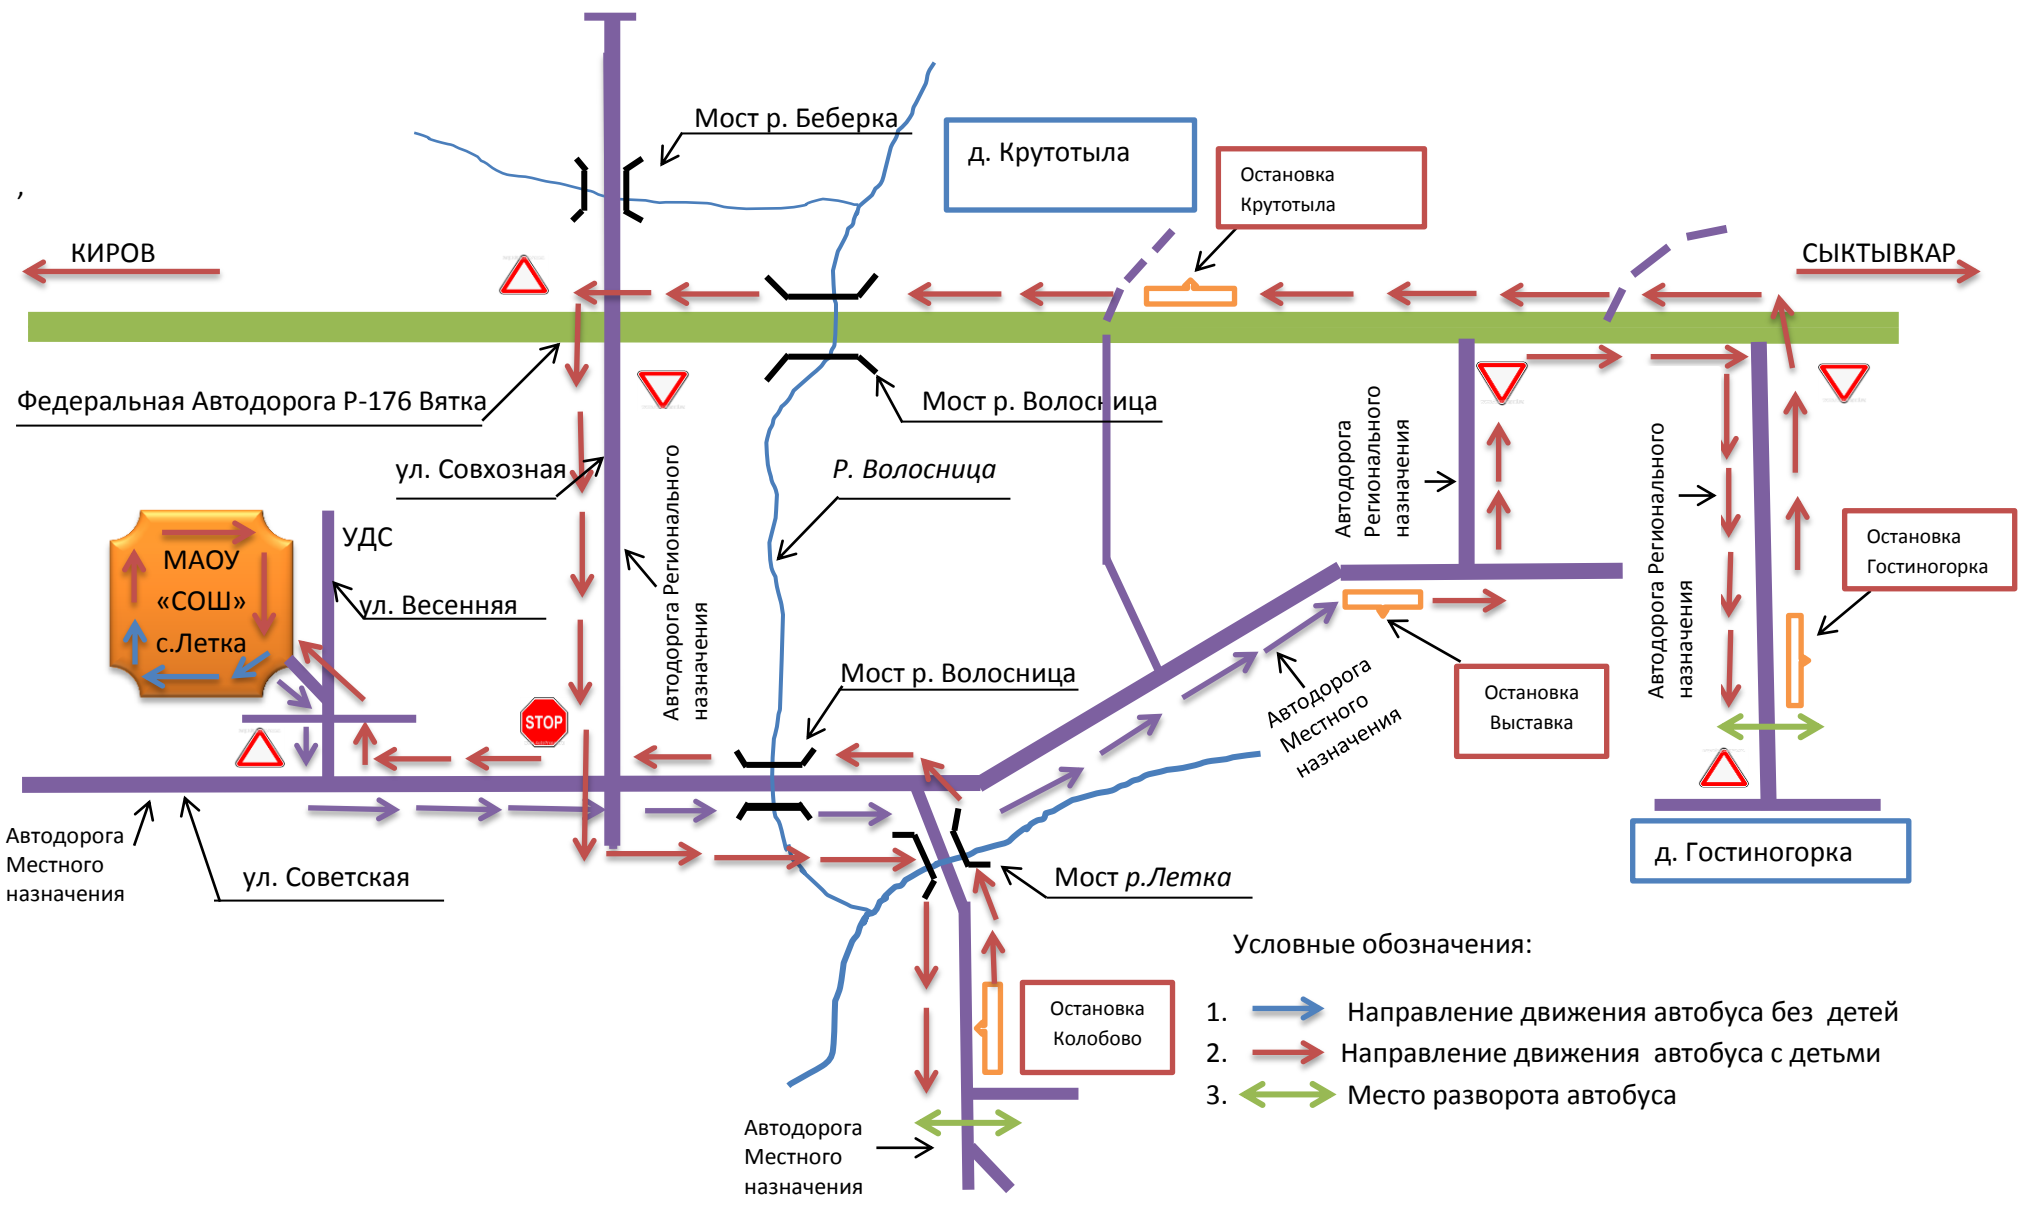 Мост р. Беберка
д. Крутотыла
Остановка
Крутотыла
,
КИРОВ
СЫКТЫВКАР
Федеральная Автодорога Р-176 Вятка
Мост р. Волосница
ул. Совхозная
Р. Волосница
Автодорога Регионального
назначения
Автодорога
Регионального
назначения
Автодорога Регионального
назначения
УДС
МАОУ
«СОШ»
с.Летка
ул. Весенняя
Остановка
Гостиногорка
Мост р. Волосница
STOP
Автодорога
Местного
назначения
Остановка
Выставка
Автодорога
Местного
назначения
ул. Советская
Мост р.Летка
д. Гостиногорка
Условные обозначения:
Остановка
Колобово
1. Направление движения автобуса без детей
2. Направление движения автобуса с детьми
3. Место разворота автобуса
Автодорога
Местного
назначения